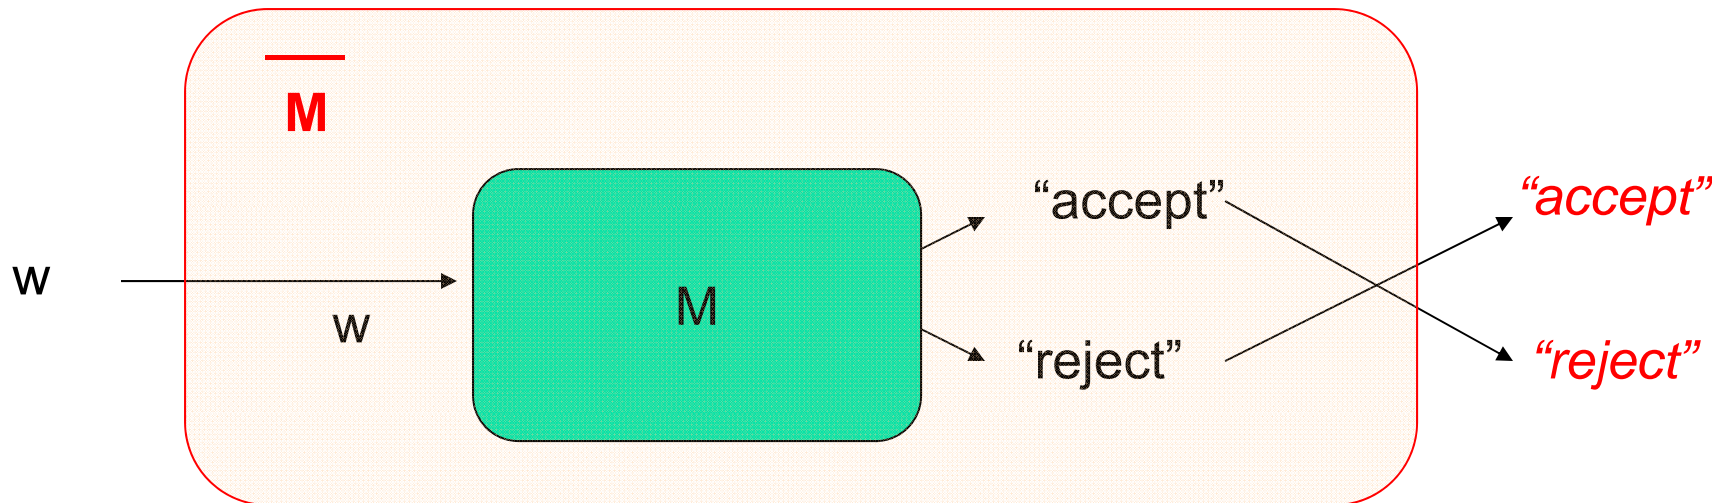 M
“accept”
“accept”
w
w
M
“reject”
“reject”